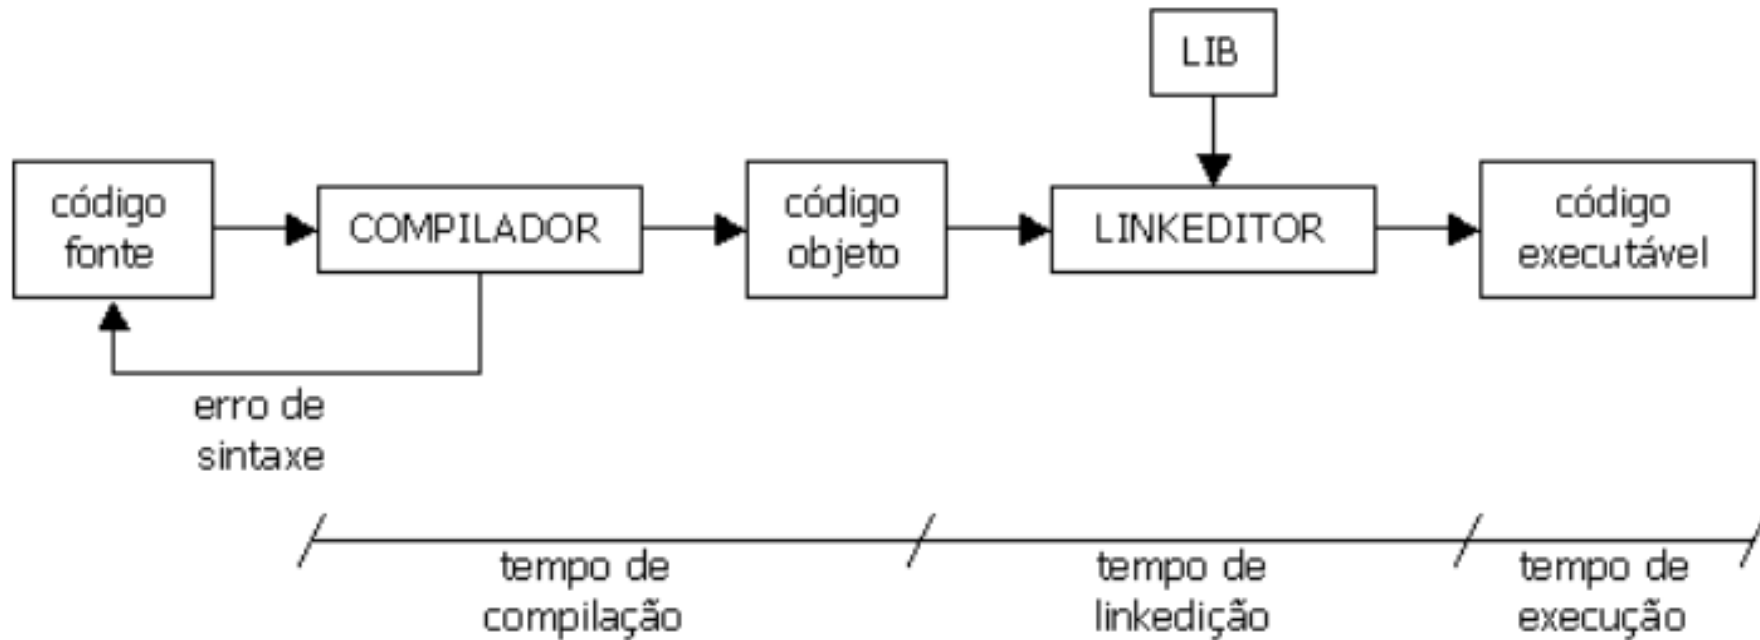 LIB
código
fonte
COMPILADOR
código
objeto
LINKEDITOR
código
executável
erro de
sintaxe
tempo de
compilação
tempo de
linkedição
tempo de
execução